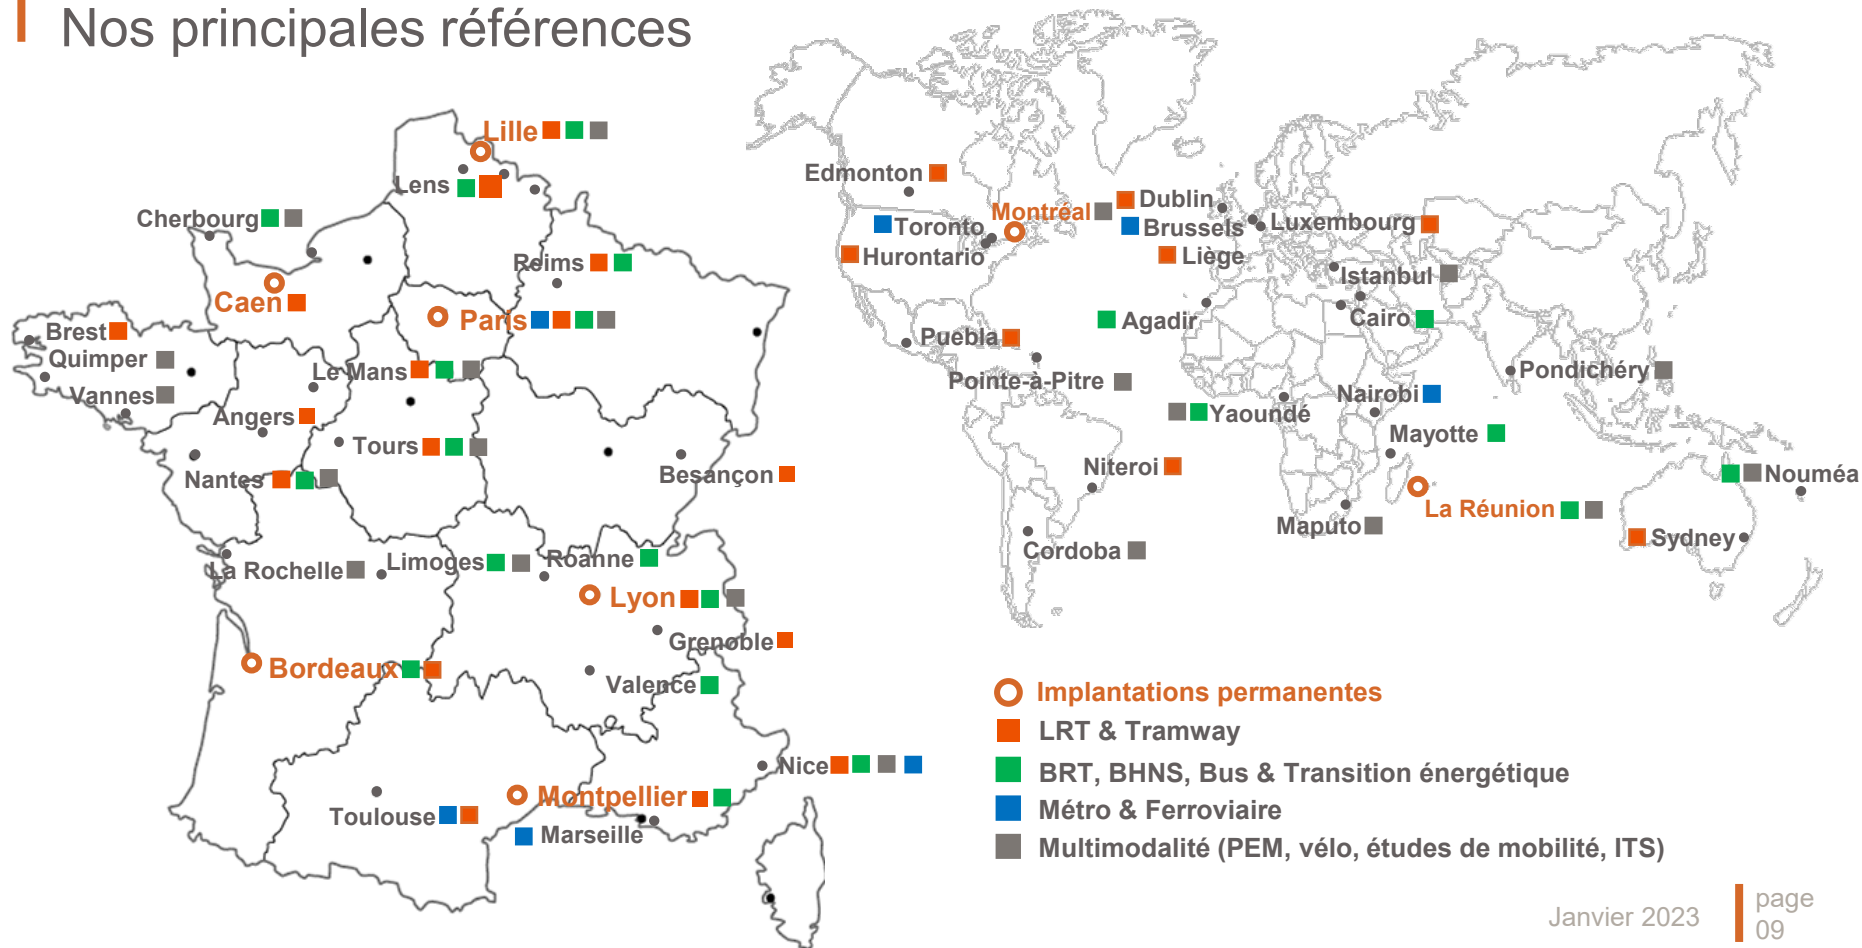 Nos principales références
Lille
Lens
Cherbourg
Reims
Caen
Paris
Brest
Quimper
Le Mans
Vannes
Angers
Tours
Nantes
Besançon
La Rochelle
Limoges
Roanne
Lyon
Grenoble
Bordeaux
Valence
Nice
Montpellier
Toulouse
Marseille
Edmonton
Montréal
Dublin
Toronto
Brussels
Luxembourg
Hurontario
Liège
Istanbul
Agadir
Cairo
Puebla
Pointe-à-Pitre
Pondichéry
Nairobi
Yaoundé
Mayotte
Niteroi
Nouméa
La Réunion
Maputo
Sydney
Cordoba
Implantations permanentes
LRT & Tramway
BRT, BHNS, Bus & Transition énergétique
Métro & Ferroviaire
Multimodalité (PEM, vélo, études de mobilité, ITS)
Janvier 2023
page
09